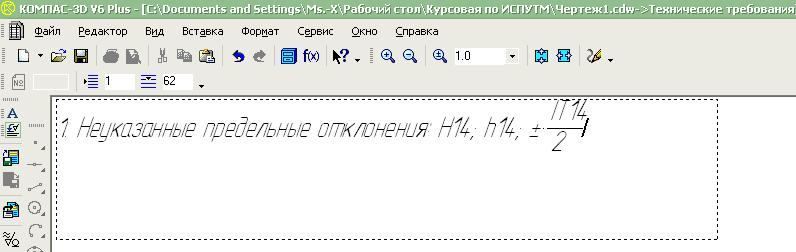 КОМПАС-3D V6 Plus - [C:\Documents and Settings\Ms.-X\Рабочий стол\Курсовая по ИСПУТМ\Чертеж1.cdw->Технические требования
Файл Редактор Вид Вставка Формат Сервис Окно Справка
f(x) 1.0
№ 1 62
А
1. Неуказанные предельные отклонения: H14; h14; ± IT14
2